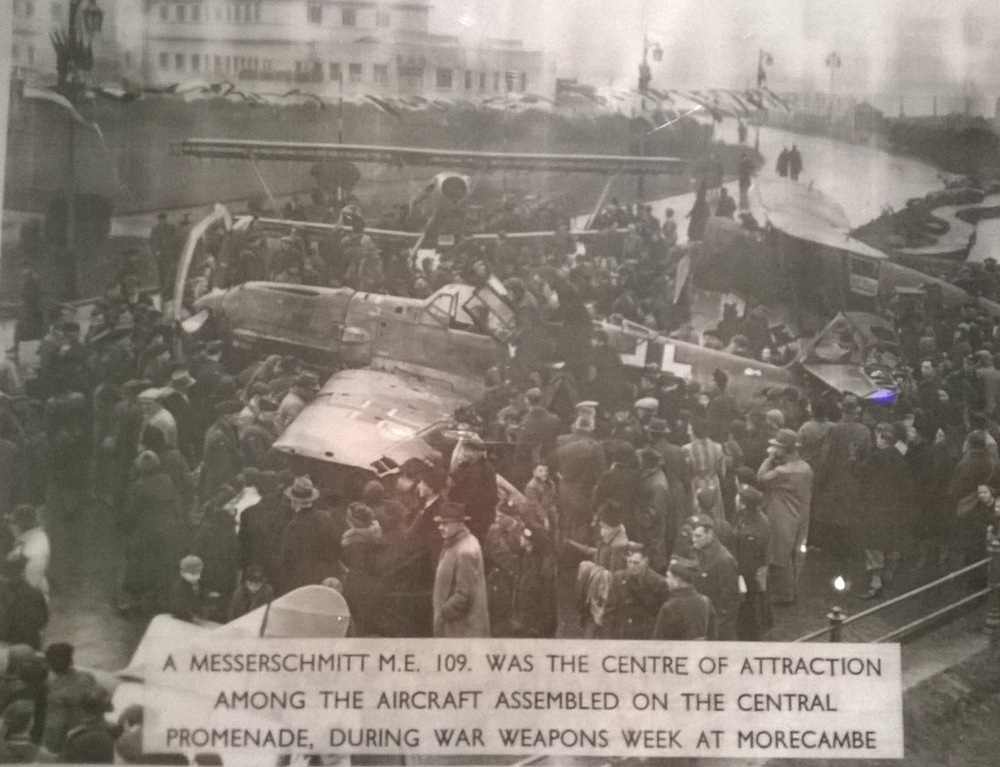 A MESSERSCHMITT M.E. 109. WAS THE CENTRE OF ATTRACTION
AMONG THE AIRCRAFT ASSEMBLED ON THE CENTRAL
PROMENADE, DURING WAR WEAPONS WEEK AT MORECAMBE